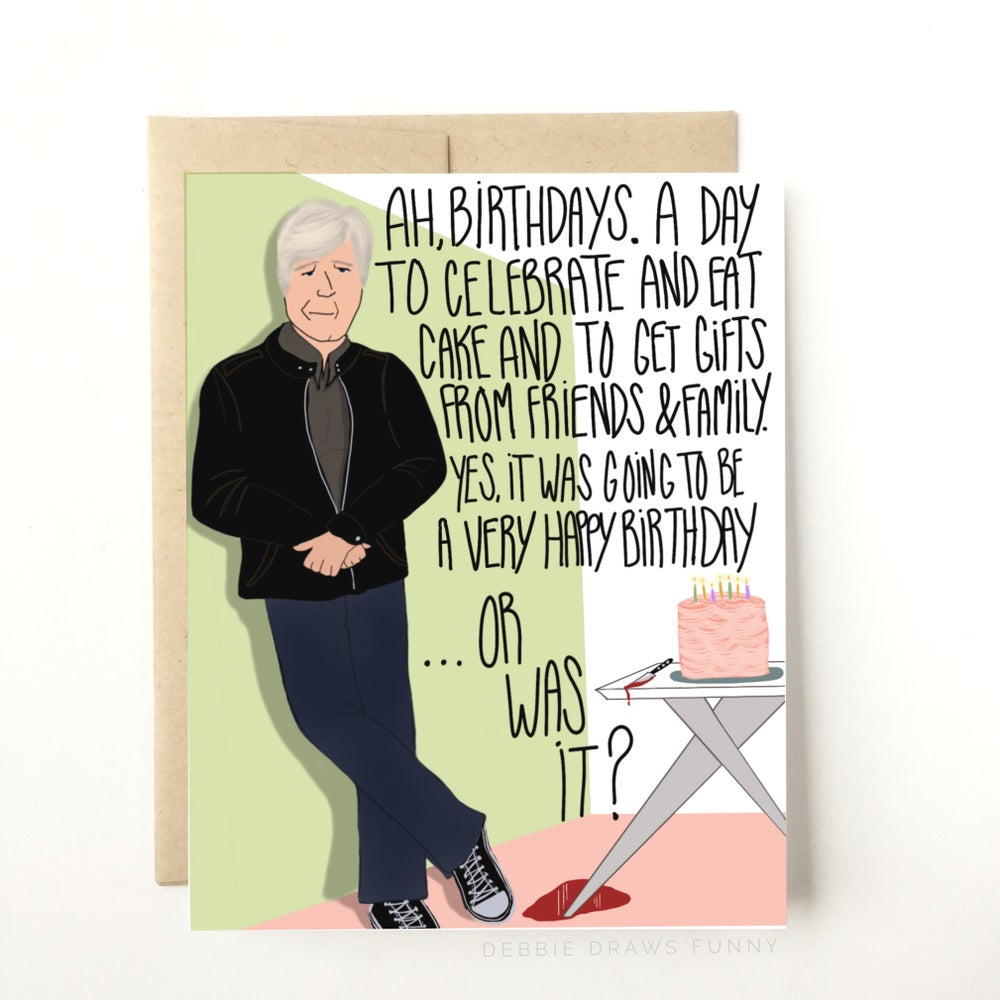 AH, BIRTHDAYS. A DAY
TO CELEBRATE AND EAT
CAKE AND TO GET GIFTS
FROM FRIENDS & FAMILY.
YES, IT WAS GOING TO BE
A VERY HAPPY BIRTHDAY
... OR
WAS
IT?
DEBBIE DRAWS FUNNY